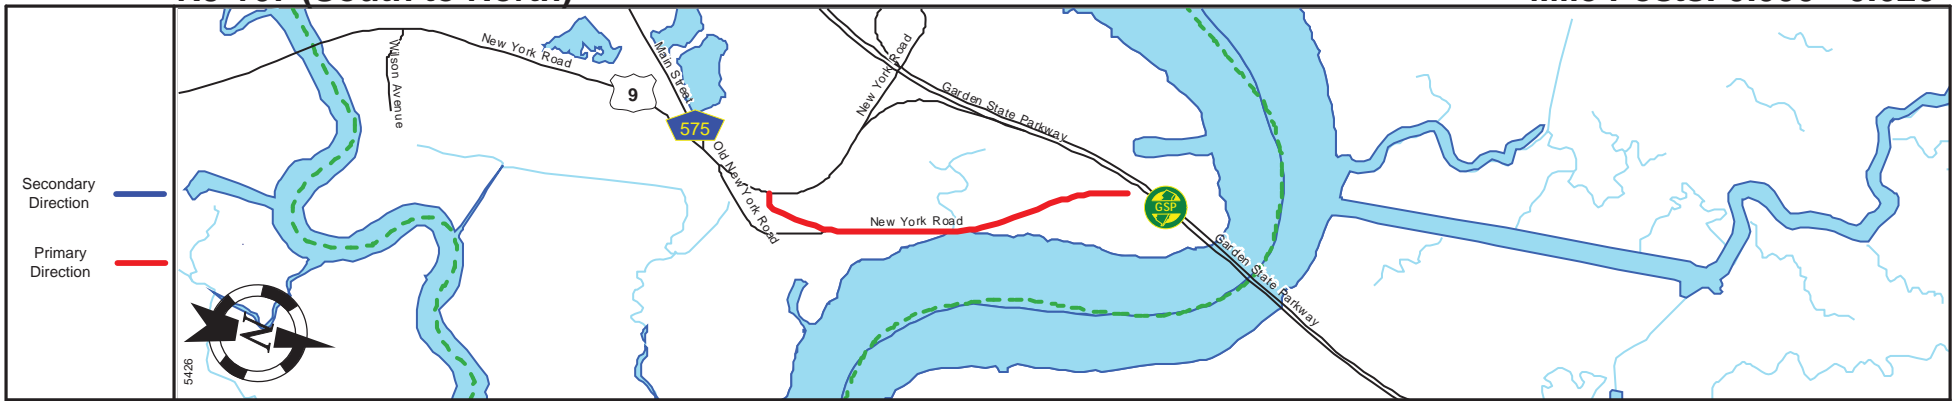 Secondary
Direction
Primary
Direction
Wilson Avenue
New York Road
9
Main Street
575
Old New York Road
New York Road
Garden State Parkway
New York Road
GSP
Garden State Parkway
N
5426